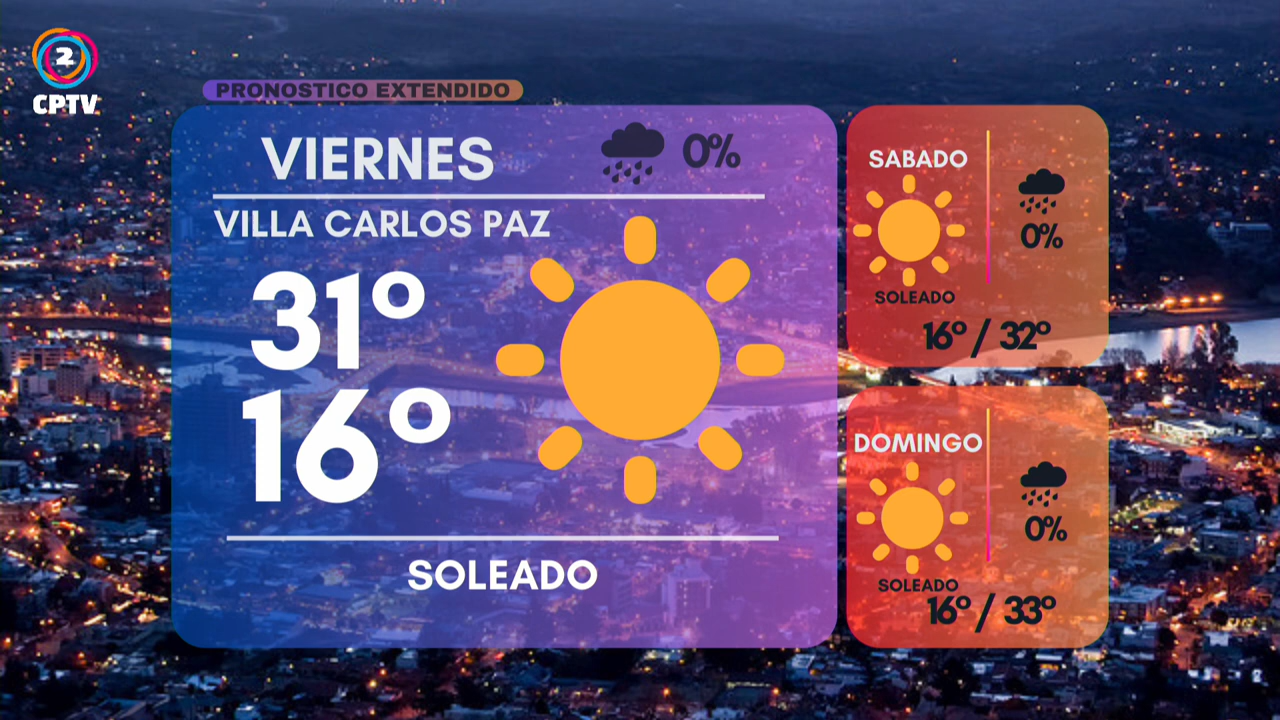 2
CPTV
PRONOSTICO EXTENDIDO
VIERNES
0%
VILLA CARLOS PAZ
31º
16º
SOLEADO
SABADO
0%
SOLEADO
16º / 32º
DOMINGO
0%
SOLEADO
16º / 33º